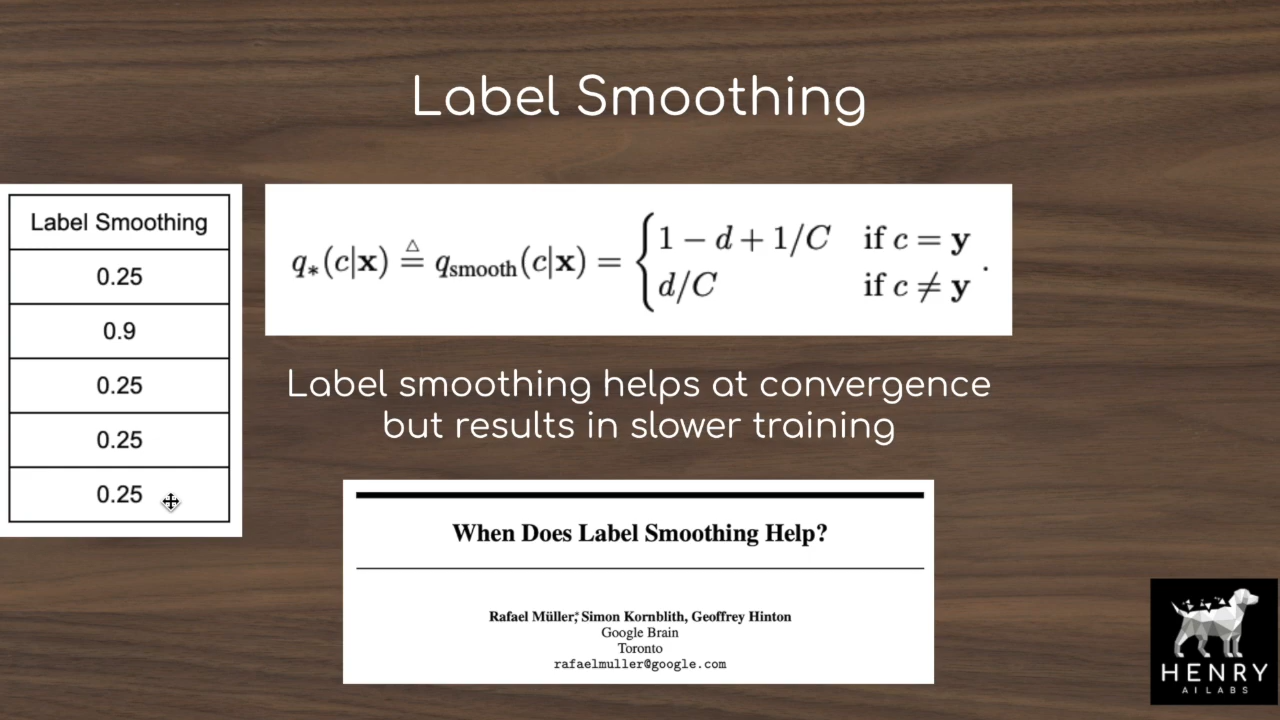 Label Smoothing
Label Smoothing
0.25
0.9
0.25
0.25
0.25
q_*(c|x) ≜ q_smooth(c|x) = { 1 − d + 1/C if c = y
d/C if c ≠ y .
Label smoothing helps at convergence
but results in slower training
When Does Label Smoothing Help?
Rafael Müller*, Simon Kornblith, Geoffrey Hinton
Google Brain
Toronto
rafaelmuller@google.com
HENRY
AI LABS